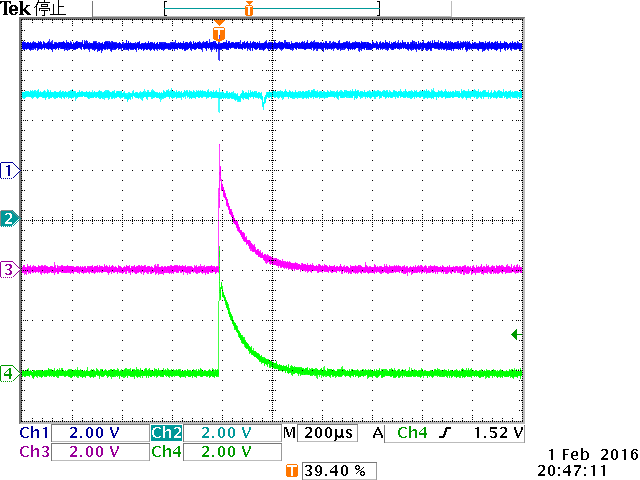 Tek 停止
T
T
1
2
3
4
Ch1 2.00 V Ch2 2.00 V M 200µs A Ch4 1.52 V
Ch3 2.00 V Ch4 2.00 V
T 39.40 %
1 Feb 2016
20:47:11